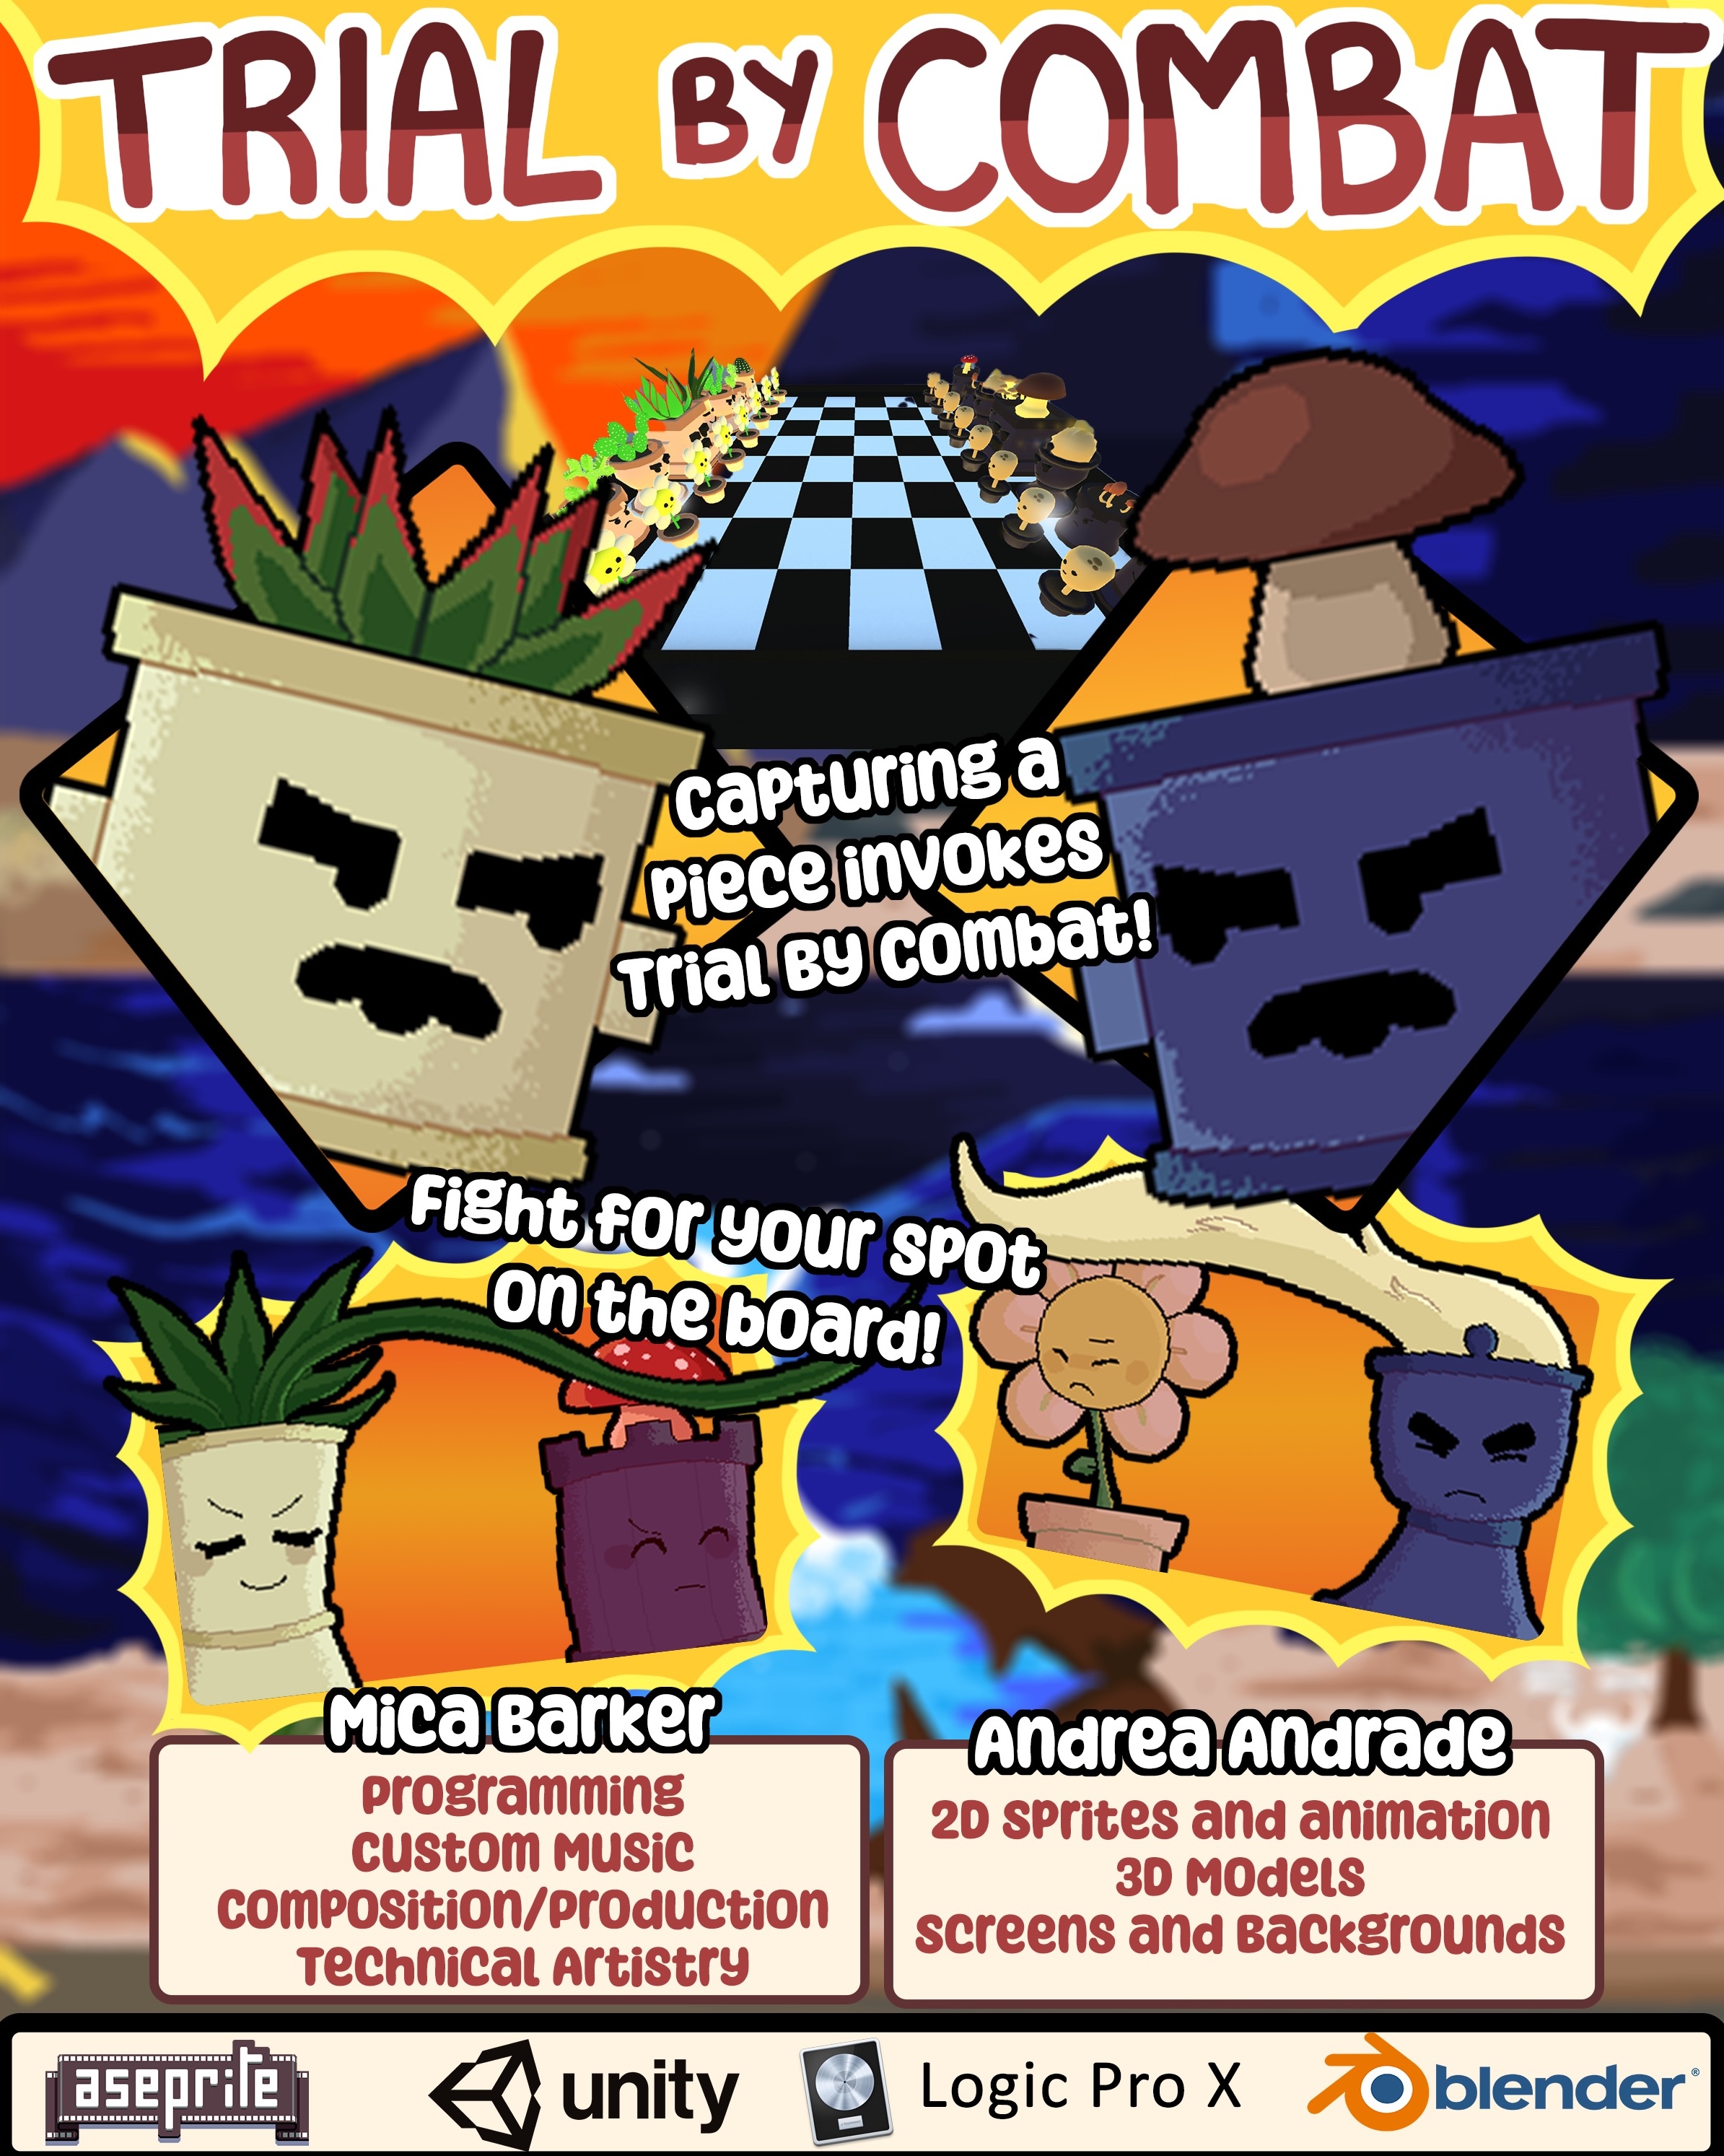 TRIAL BY COMBAT
Capturing a
piece invokes
Trial By Combat!
Fight for your spot
on the board!
Mica Barker
Programming
Custom Music
Composition/Production
Technical Artistry
Andrea Andrade
2D Sprites and animation
3D Models
Screens and Backgrounds
aseprite
unity
Logic Pro X
blender®